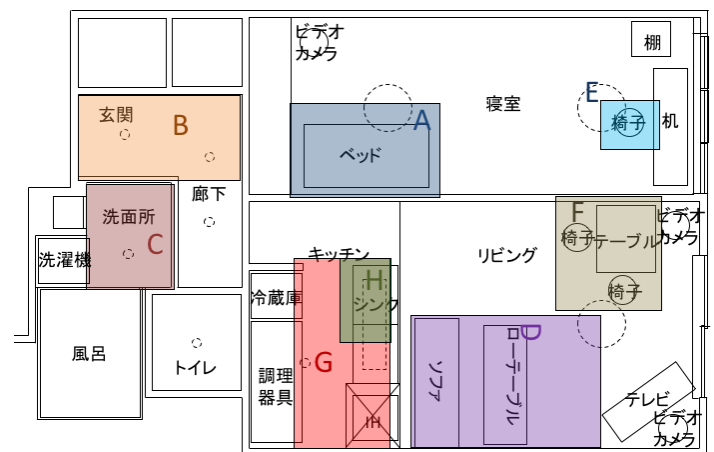 ビデオ
カメラ
棚
寝室
E
椅子
机
玄関
B
A
ベッド
廊下
洗面所
C
洗濯機
F
ビデオ
カメラ
椅子
テーブル
椅子
キッチン
リビング
H
冷蔵庫
シンク
風呂
トイレ
調理
器具
G
IH
ソファ
ローテーブル
D
テレビ
ビデオ
カメラ